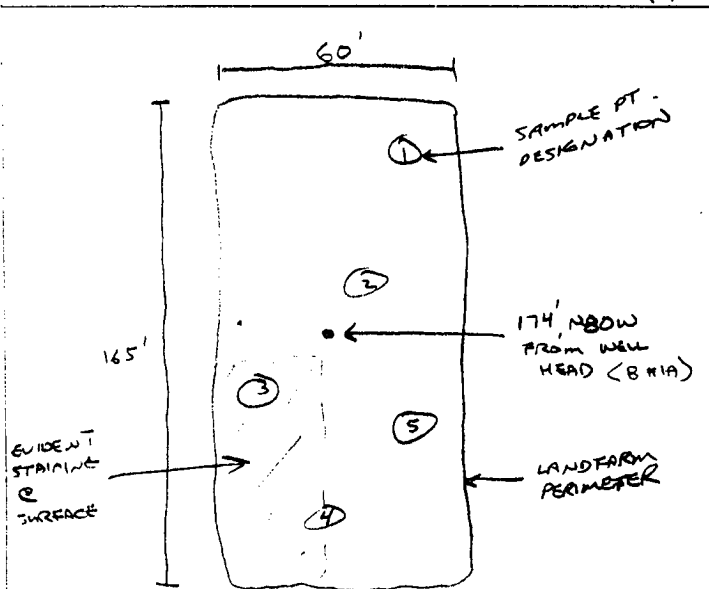 60'
SAMPLE PT.
DESIGNATION
1
2
174' N80W
FROM WELL
HEAD (B #1A)
165'
3
5
EVIDENT
STAINING
@
SURFACE
LANDFARM
PERIMETER
4